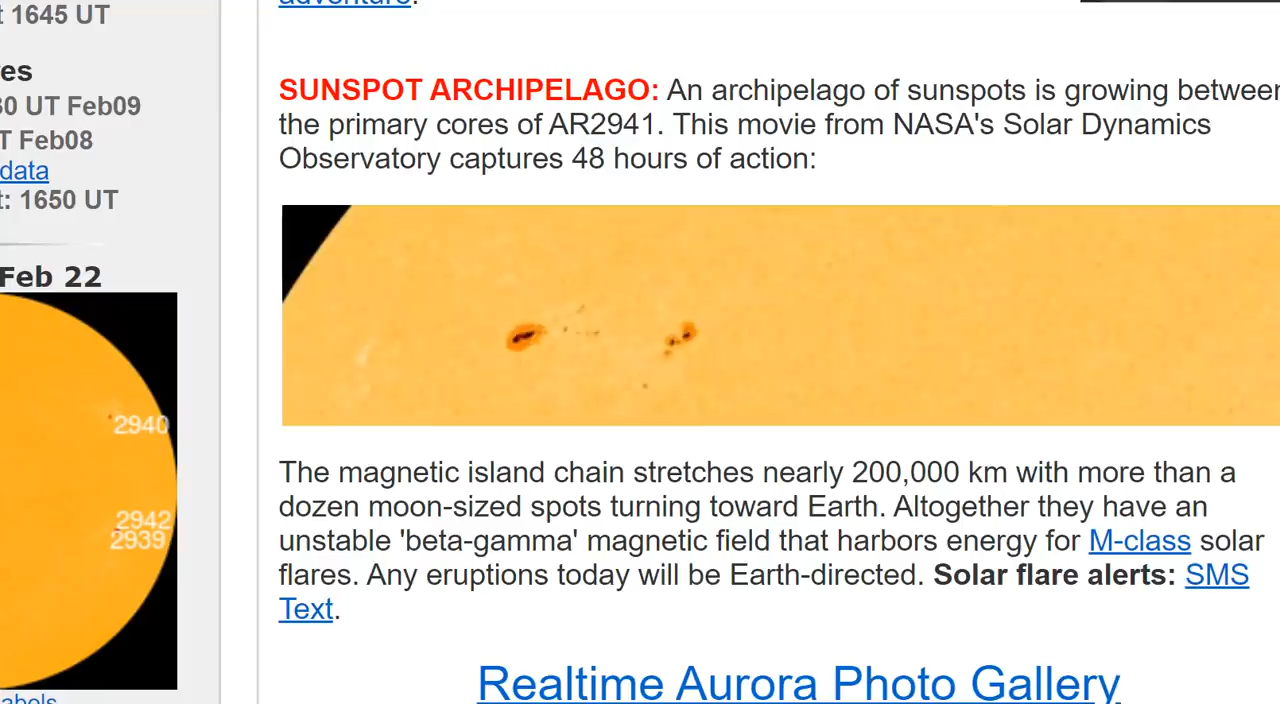 t 1645 UT
es
0 UT Feb09
T Feb08
data
t: 1650 UT
Feb 22
2940
2942
2939
abels
adventure.
SUNSPOT ARCHIPELAGO: An archipelago of sunspots is growing between
the primary cores of AR2941. This movie from NASA's Solar Dynamics
Observatory captures 48 hours of action:
The magnetic island chain stretches nearly 200,000 km with more than a
dozen moon-sized spots turning toward Earth. Altogether they have an
unstable 'beta-gamma' magnetic field that harbors energy for M-class solar
flares. Any eruptions today will be Earth-directed. Solar flare alerts: SMS
Text.
Realtime Aurora Photo Gallery